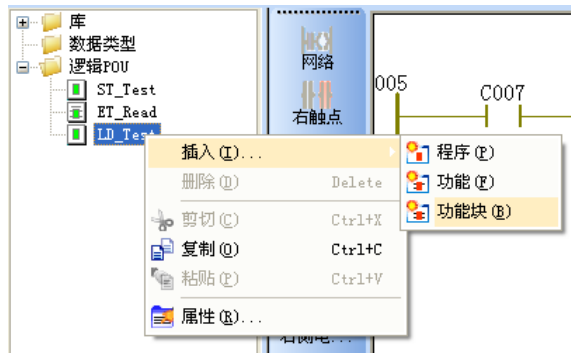 库
数据类型
逻辑POU
ST_Test
ET_Read
LD_Test
网络
右触点
005
C007
插入(I)...
删除(D) Delete
剪切(C) Ctrl+X
复制(O) Ctrl+C
粘贴(P) Ctrl+V
属性(R)...
程序(P)
功能(F)
功能块(B)